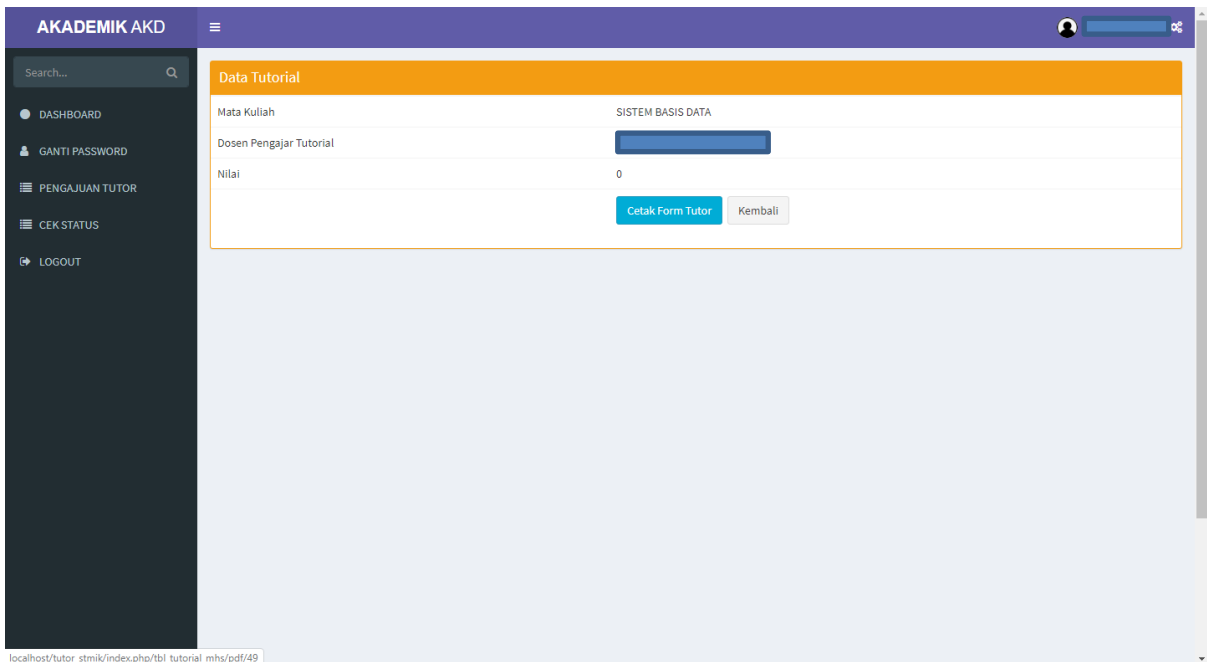 AKADEMIK AKD
Search...
DASHBOARD
GANTI PASSWORD
PENGAJUAN TUTOR
CEK STATUS
LOGOUT
Data Tutorial
Mata Kuliah SISTEM BASIS DATA
Dosen Pengajar Tutorial
Nilai 0
Cetak Form Tutor Kembali
localhost/tutor_stmik/index.php/tbl_tutorial_mhs/pdf/49